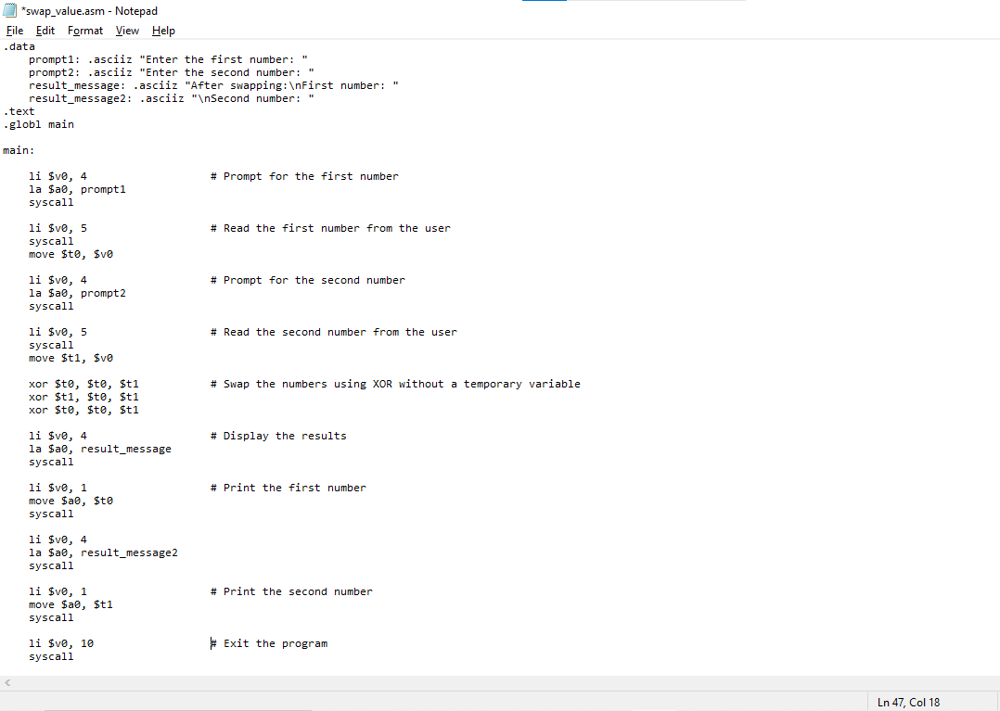 *swap_value.asm - Notepad
File Edit Format View Help
.data
    prompt1: .asciiz "Enter the first number: "
    prompt2: .asciiz "Enter the second number: "
    result_message: .asciiz "After swapping:\nFirst number: "
    result_message2: .asciiz "\nSecond number: "
.text
.globl main

main:

    li $v0, 4                   # Prompt for the first number
    la $a0, prompt1
    syscall

    li $v0, 5                   # Read the first number from the user
    syscall
    move $t0, $v0

    li $v0, 4                   # Prompt for the second number
    la $a0, prompt2
    syscall

    li $v0, 5                   # Read the second number from the user
    syscall
    move $t1, $v0

    xor $t0, $t0, $t1           # Swap the numbers using XOR without a temporary variable
    xor $t1, $t0, $t1
    xor $t0, $t0, $t1

    li $v0, 4                   # Display the results
    la $a0, result_message
    syscall

    li $v0, 1                   # Print the first number
    move $a0, $t0
    syscall

    li $v0, 4
    la $a0, result_message2
    syscall

    li $v0, 1                   # Print the second number
    move $a0, $t1
    syscall

    li $v0, 10                  # Exit the program
    syscall
Ln 47, Col 18